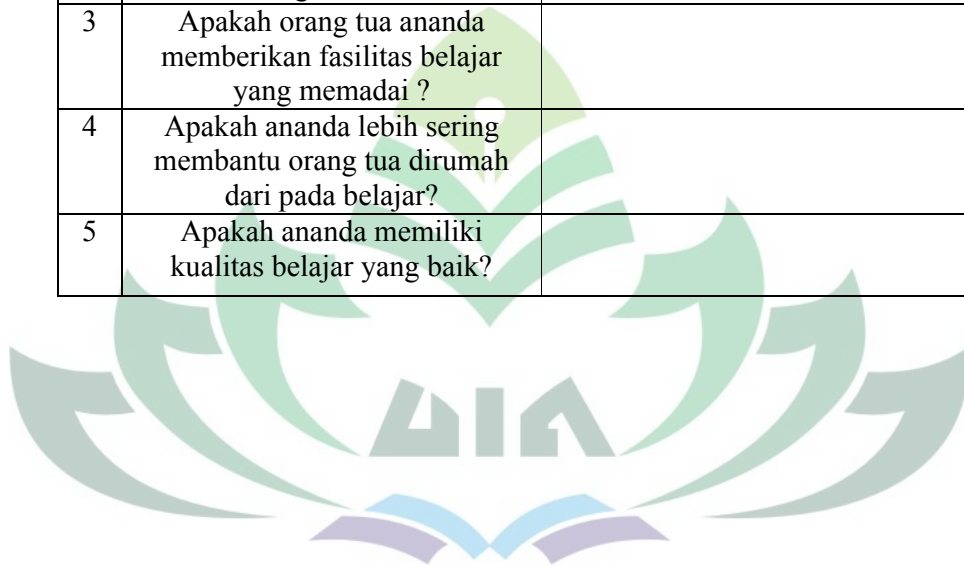 3 Apakah orang tua ananda
memberikan fasilitas belajar
yang memadai ?
4 Apakah ananda lebih sering
membantu orang tua dirumah
dari pada belajar?
5 Apakah ananda memiliki
kualitas belajar yang baik?
UIN